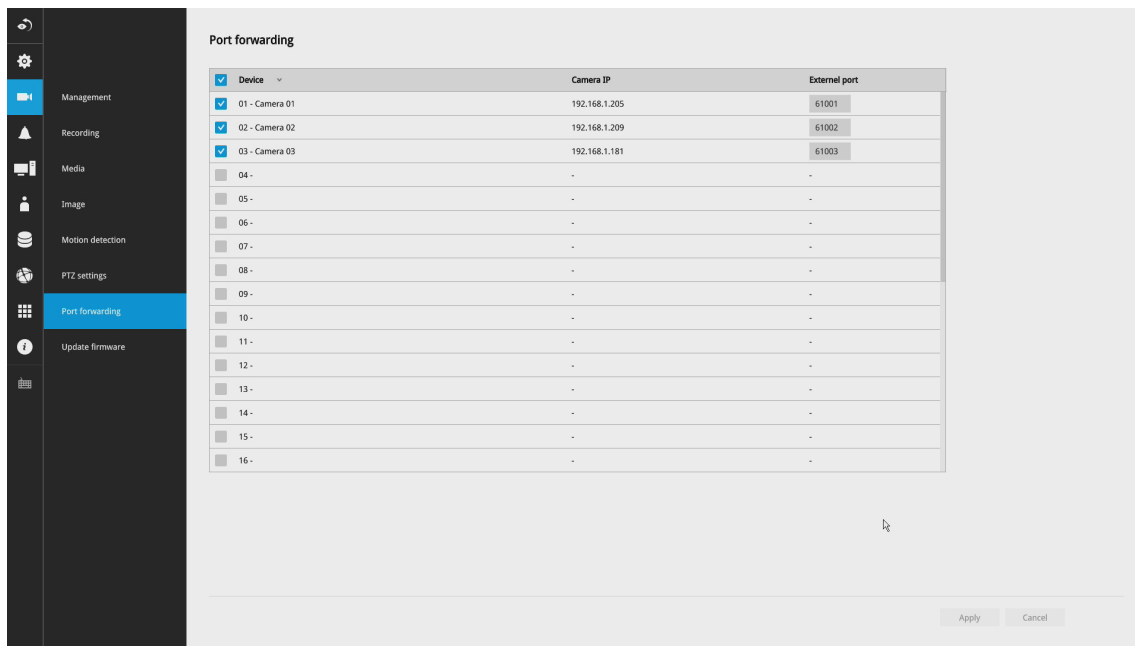 Port forwarding
Device Camera IP Externel port
Management
01 - Camera 01 192.168.1.205 61001
02 - Camera 02 192.168.1.209 61002
Recording
03 - Camera 03 192.168.1.181 61003
Media
04 - - -
05 - - -
Image
06 - - -
Motion detection
07 - - -
08 - - -
PTZ settings
09 - - -
Port forwarding
10 - - -
11 - - -
Update firmware
12 - - -
13 - - -
14 - - -
15 - - -
16 - - -
Apply Cancel